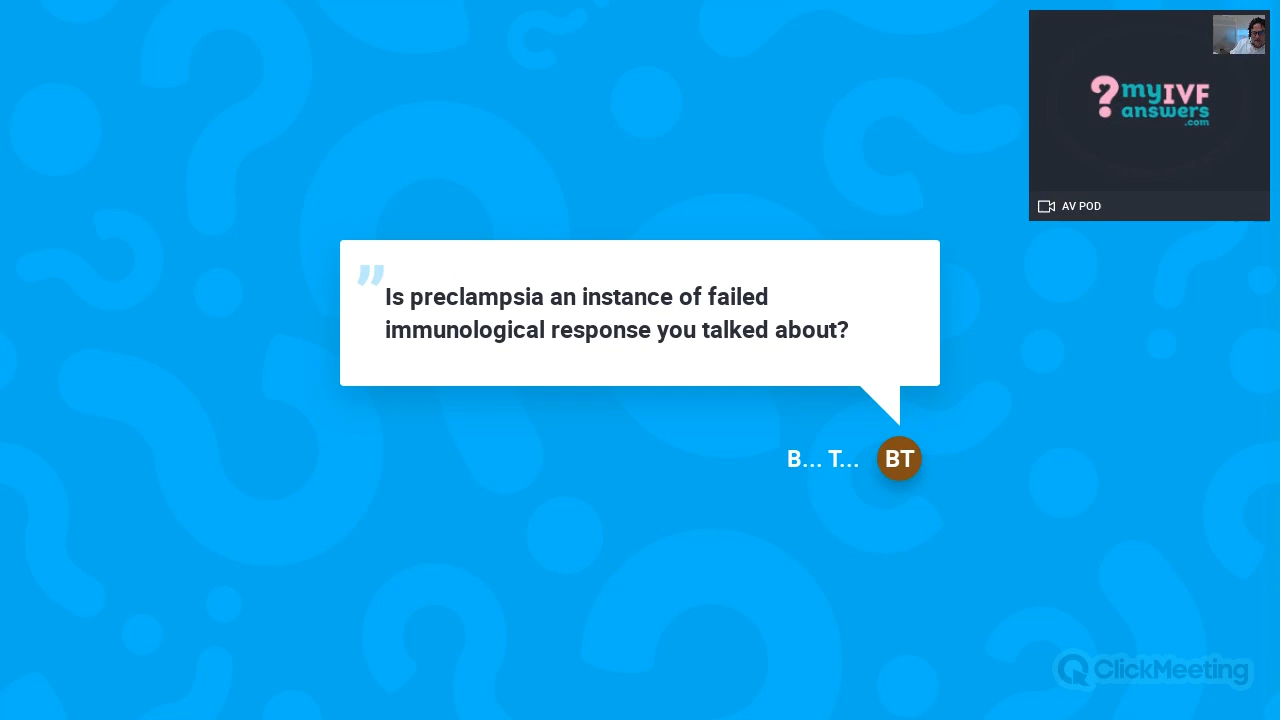 ?myIVF
answers
.com
AV POD
”
Is preclampsia an instance of failed
immunological response you talked about?
B... T... BT
ClickMeeting